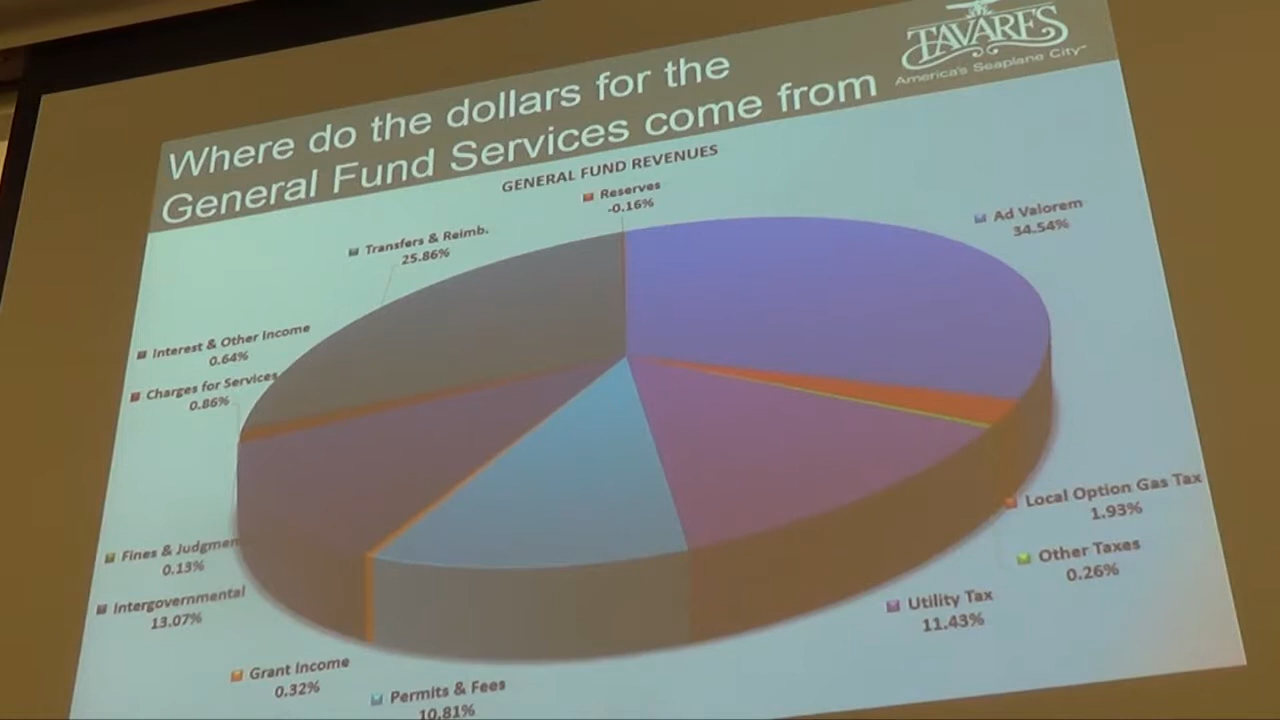 TAVARES
America's Seaplane City
Where do the dollars for the
General Fund Services come from
GENERAL FUND REVENUES
Reserves
-0.16%
Ad Valorem
34.54%
Transfers & Reimb.
25.86%
Interest & Other Income
0.64%
Charges for Services
0.86%
Local Option Gas Tax
1.93%
Fines & Judgmen
0.13%
Other Taxes
0.26%
Intergovernmental
13.07%
Utility Tax
11.43%
Grant Income
0.32%
Permits & Fees
10.81%